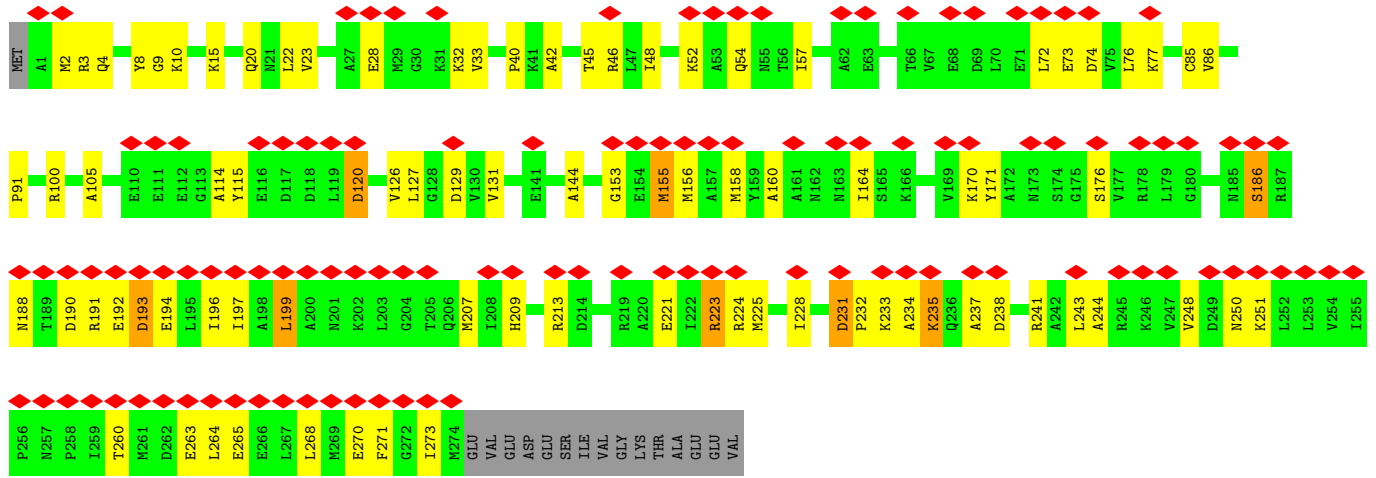 MET A1 M2 R3 Q4 Y8 G9 K10 K15 Q20 N21 L22 V23 A27 E28 M29 G30 K31 K32 V33 P40 K41 A42 T45 R46 L47 I48 K52 A53 Q54 N55 T56 I57 A62 E63 T66 V67 E68 D69 L70 E71 L72 E73 D74 V75 L76 K77 C85 V86
P91 R100 A105 E110 E111 E112 G113 A114 Y115 E116 D117 D118 L119 D120 V126 L127 G128 D129 V130 V131 E141 A144 G153 E154 M155 M156 A157 M158 Y159 A160 A161 N162 N163 I164 S165 K166 V169 K170 Y171 A172 N173 S174 G175 S176 V177 R178 L179 G180 N185 S186 R187
N188 T189 D190 R191 E192 D193 E194 L195 I196 I197 A198 L199 A200 N201 K202 L203 G204 T205 Q206 M207 I208 H209 R213 D214 R219 A220 E221 I222 R223 R224 M225 I228 D231 P232 K233 A234 K235 Q236 A237 D238 R241 A242 L243 A244 R245 K246 V247 V248 D249 N250 K251 L252 L253 V254 I255
P256 N257 P258 I259 T260 M261 D262 E263 L264 E265 E266 L267 L268 M269 E270 F271 G272 I273 M274 GLU VAL GLU ASP GLU SER ILE VAL GLY LYS THR ALA GLU GLU VAL